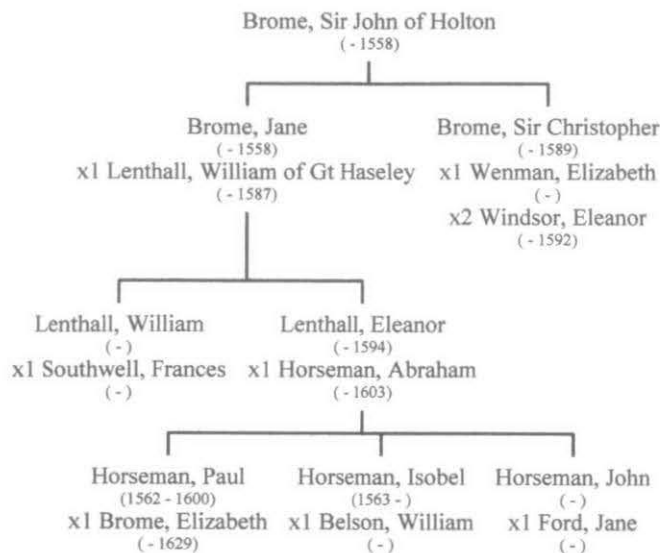 Brome, Sir John of Holton
( - 1558)
Brome, Jane
( - 1558)
x1 Lenthall, William of Gt Haseley
( - 1587)
Brome, Sir Christopher
( - 1589)
x1 Wenman, Elizabeth
( - )
x2 Windsor, Eleanor
( - 1592)
Lenthall, William
( - )
x1 Southwell, Frances
( - )
Lenthall, Eleanor
( - 1594)
x1 Horseman, Abraham
( - 1603)
Horseman, Paul
(1562 - 1600)
x1 Brome, Elizabeth
( - 1629)
Horseman, Isobel
(1563 - )
x1 Belson, William
( - )
Horseman, John
( - )
x1 Ford, Jane
( - )